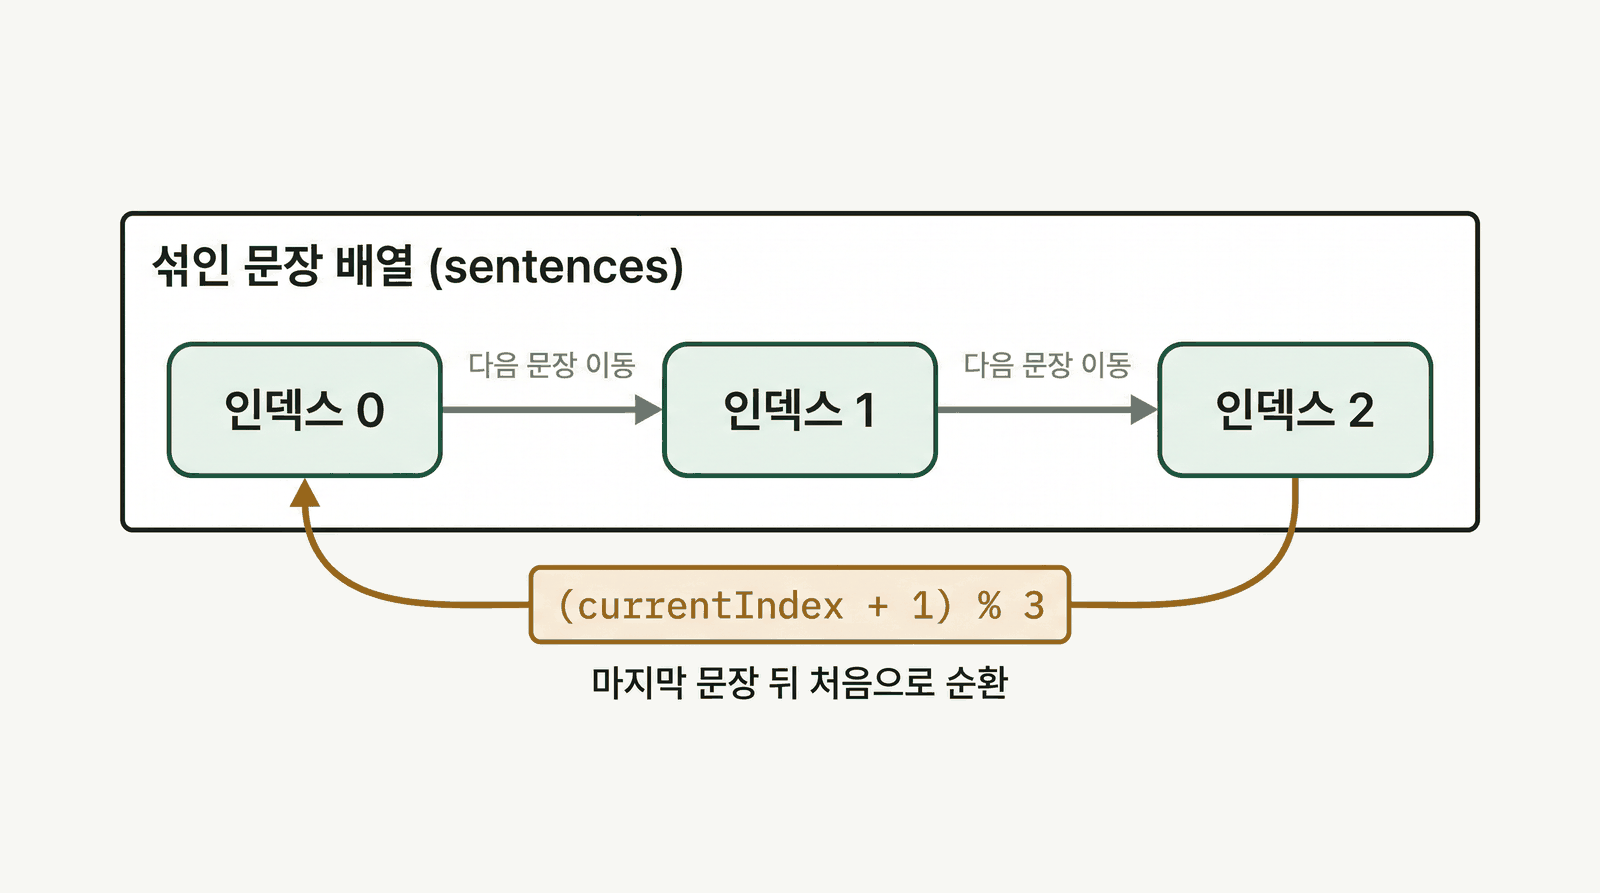 섞인 문장 배열 (sentences)
인덱스 0
다음 문장 이동
인덱스 1
다음 문장 이동
인덱스 2
(currentIndex + 1) % 3
마지막 문장 뒤 처음으로 순환